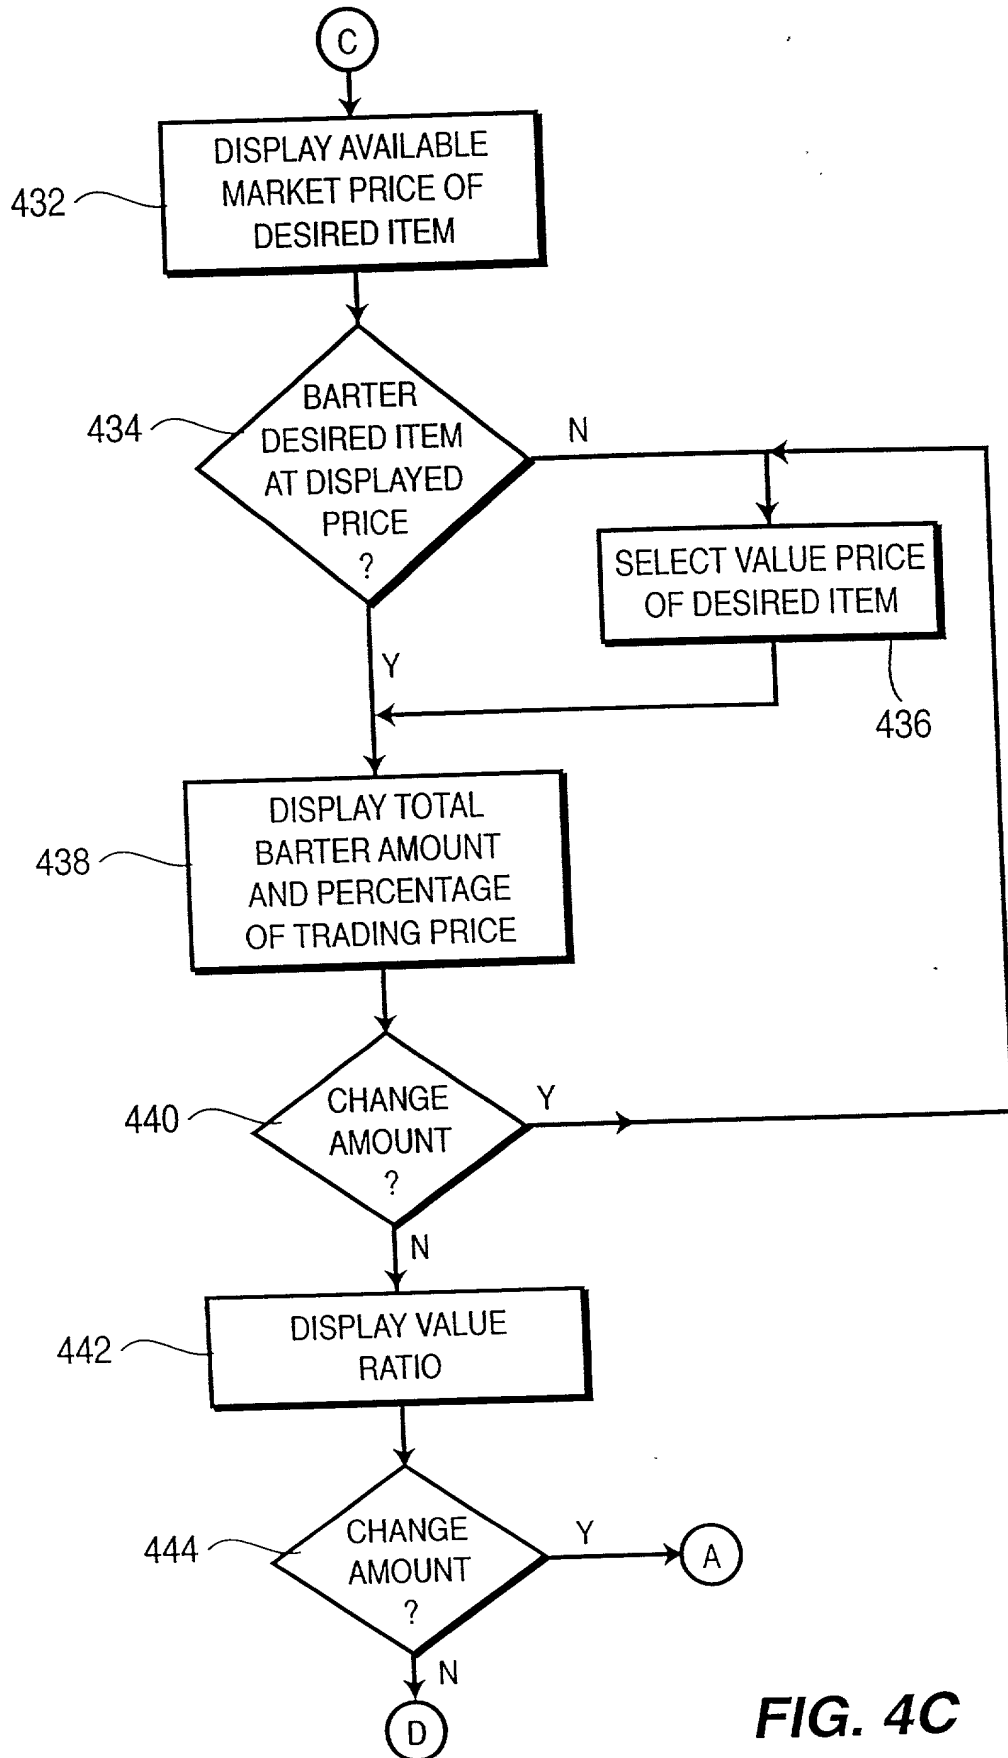 C
DISPLAY AVAILABLE
MARKET PRICE OF
DESIRED ITEM
432
BARTER
DESIRED ITEM
AT DISPLAYED
PRICE
?
434
N
SELECT VALUE PRICE
OF DESIRED ITEM
436
Y
DISPLAY TOTAL
BARTER AMOUNT
AND PERCENTAGE
OF TRADING PRICE
438
CHANGE
AMOUNT
?
440
Y
N
DISPLAY VALUE
RATIO
442
CHANGE
AMOUNT
?
444
Y
A
N
D
FIG. 4C